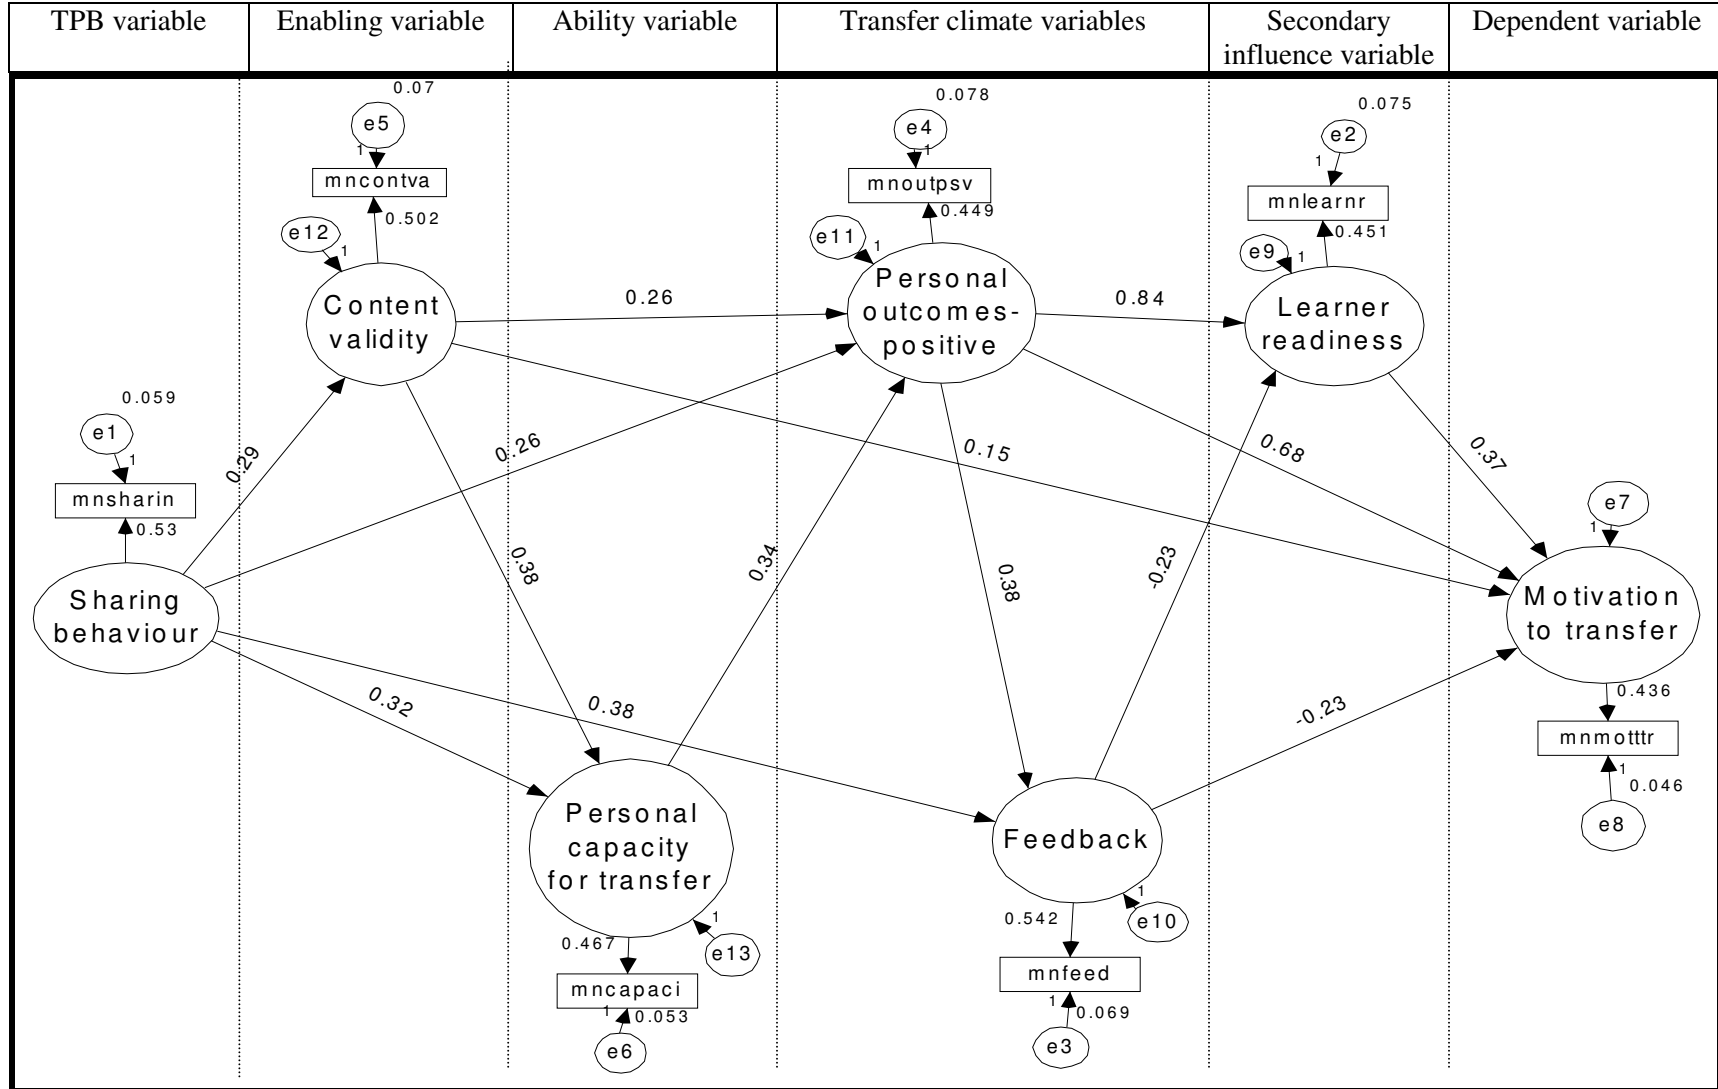 TPB variable
Enabling variable
Ability variable
Transfer climate variables
Secondary
influence variable
Dependent variable
0.07
e5
1
mncontva
0.502
e12
1
Content
validity
0.078
e4
1
mnoutpsv
0.449
e11
1
Personal
outcomes-
positive
0.075
e2
1
mnlearnr
0.451
e9
1
Learner
readiness
0.26
0.84
0.059
e1
1
mnsharin
0.53
Sharing
behaviour
0.29
0.26
0.15
0.68
0.37
0.38
0.34
0.38
-0.23
e7
1
Motivation
to transfer
0.436
mnmotttr
1
0.046
e8
0.32
0.38
-0.23
Personal
capacity
for transfer
1
e13
0.467
mncapaci
1
0.053
e6
Feedback
1
e10
0.542
mnfeed
1
0.069
e3